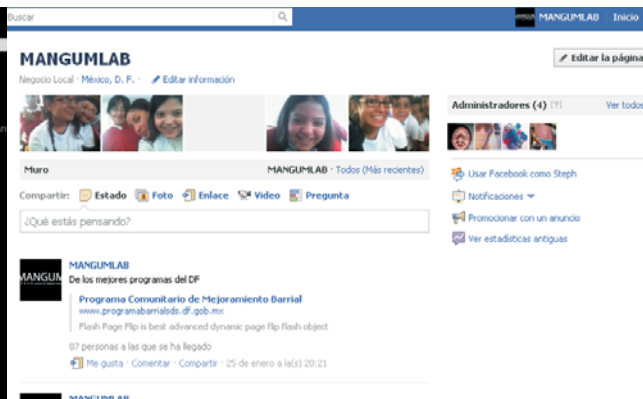 Buscar
MANGUMLAB Inicio
MANGUMLAB
Editar la página
Negocio Local · México, D. F. · Editar información
Administradores (4) [?] Ver todos
Muro MANGUMLAB · Todos (Más recientes)
Usar Facebook como Steph
Compartir: Estado Foto Enlace Video Pregunta
Notificaciones
¿Qué estás pensando?
Promocionar con un anuncio
Ver estadísticas antiguas
MANGUMLAB
MANGUM
De los mejores programas del DF
Programa Comunitario de Mejoramiento Barrial
www.programabarrialsds.df.gob.mx
Flash Page Flip is best advanced dynamic page flip flash object
87 personas a las que se ha llegado
Me gusta · Comentar · Compartir · 25 de enero a la(s) 20:21
MANGUMLAB